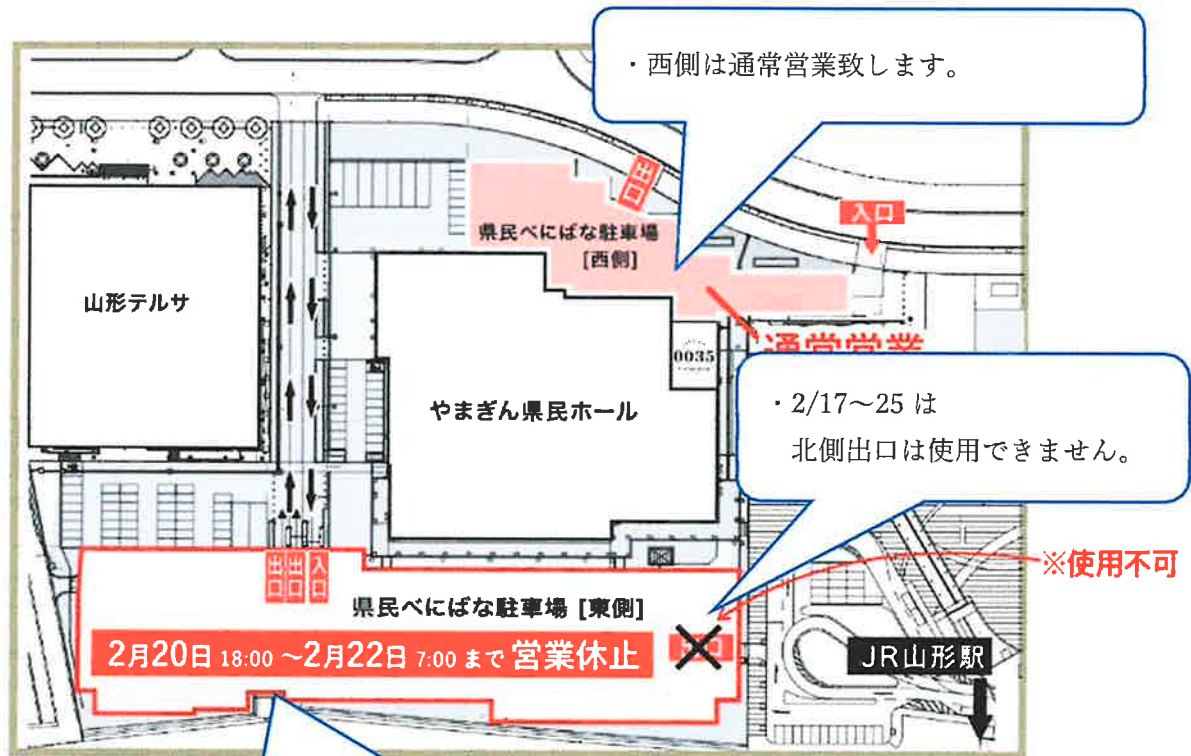 ・西側は通常営業致します。
出口
入口
県民べにばな駐車場
[西側]
山形テルサ
通常営業
0035
やまぎん県民ホール
・2/17～25 は
北側出口は使用できません。
※使用不可
出口
出口
入口
県民べにばな駐車場 [東側]
2月20日 18:00 ～2月22日 7:00 まで 営業休止
JR山形駅